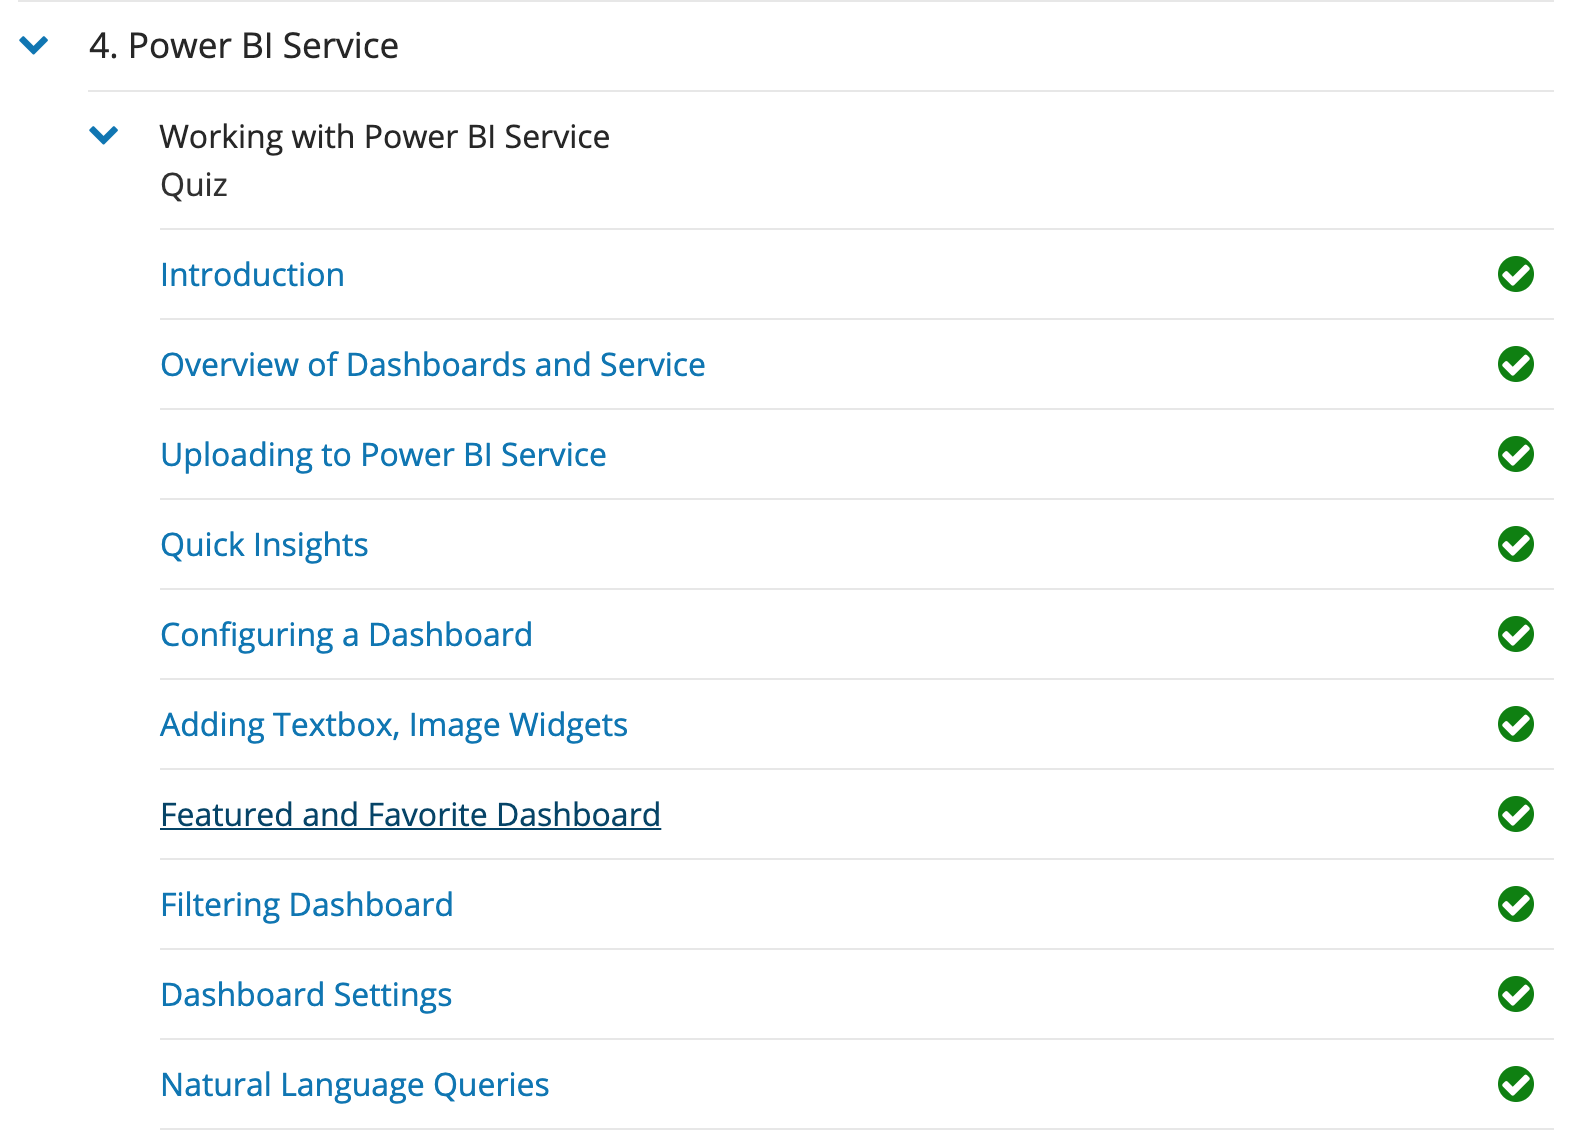 4. Power BI Service
Working with Power BI Service
Quiz
Introduction
Overview of Dashboards and Service
Uploading to Power BI Service
Quick Insights
Configuring a Dashboard
Adding Textbox, Image Widgets
Featured and Favorite Dashboard
Filtering Dashboard
Dashboard Settings
Natural Language Queries